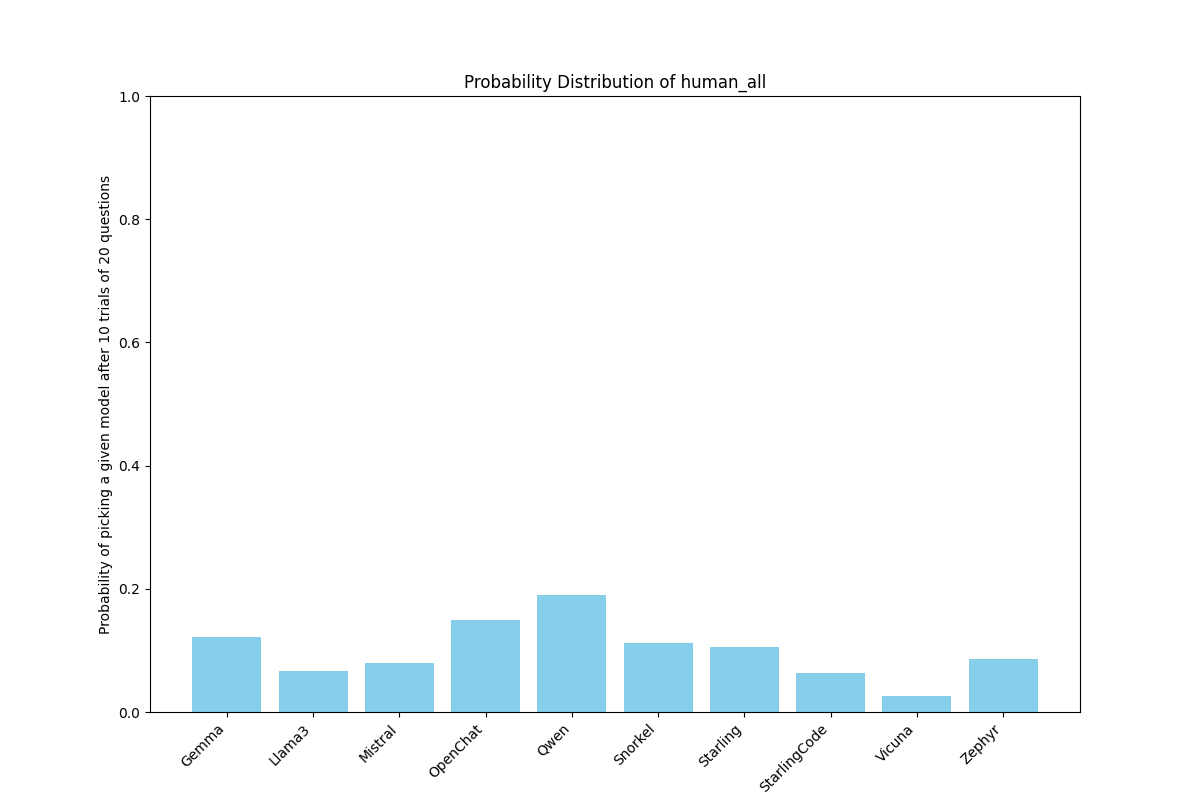 Probability Distribution of human_all
Probability of picking a given model after 10 trials of 20 questions
1.0
0.8
0.6
0.4
0.2
0.0
Gemma
Llama3
Mistral
OpenChat
Qwen
Snorkel
Starling
StarlingCode
Vicuna
Zephyr